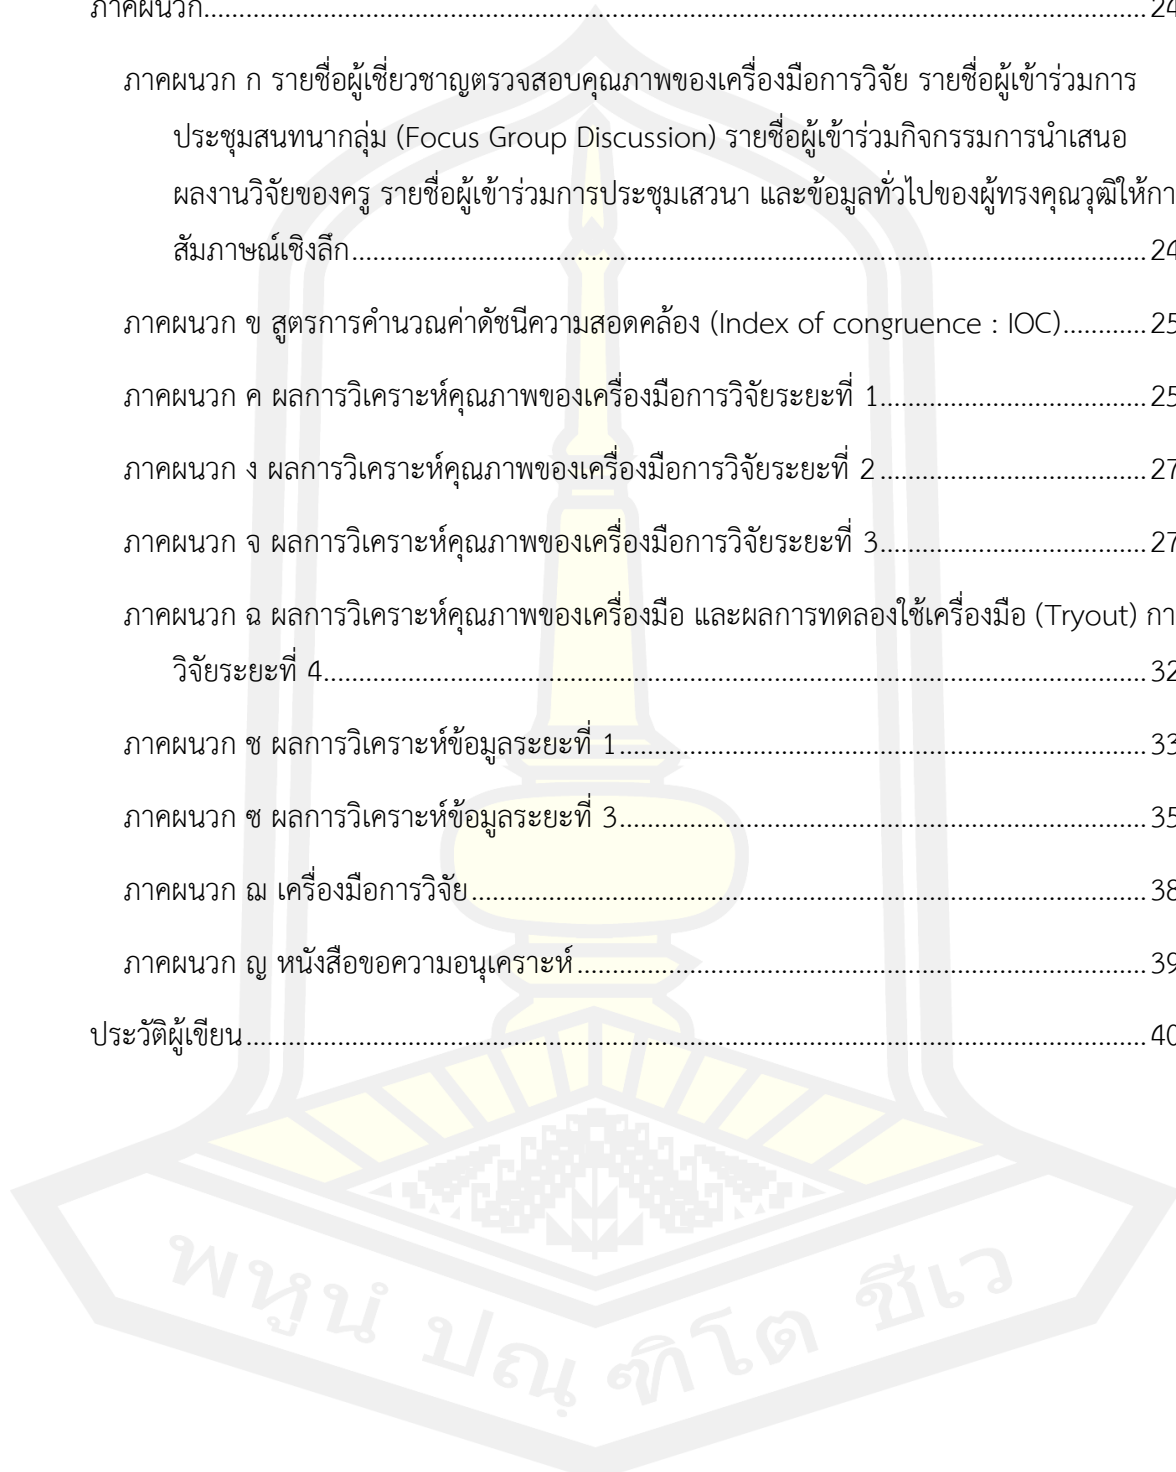 ภาคผนวก..... 24
ภาคผนวก ก รายชื่อผู้เชี่ยวชาญตรวจสอบคุณภาพของเครื่องมือการวิจัย รายชื่อผู้เข้าร่วมการ
ประชุมสนทนากลุ่ม (Focus Group Discussion) รายชื่อผู้เข้าร่วมกิจกรรมการนำเสนอ
ผลงานวิจัยของครู รายชื่อผู้เข้าร่วมการประชุมเสวนา และข้อมูลทั่วไปของผู้ทรงคุณวุฒิให้กา
สัมภาษณ์เชิงลึก..... 24
ภาคผนวก ข สูตรการคำนวณค่าดัชนีความสอดคล้อง (Index of congruence : IOC)..... 25
ภาคผนวก ค ผลการวิเคราะห์คุณภาพของเครื่องมือการวิจัยระยะที่ 1..... 25
ภาคผนวก ง ผลการวิเคราะห์คุณภาพของเครื่องมือการวิจัยระยะที่ 2..... 27
ภาคผนวก จ ผลการวิเคราะห์คุณภาพของเครื่องมือการวิจัยระยะที่ 3..... 27
ภาคผนวก ฉ ผลการวิเคราะห์คุณภาพของเครื่องมือ และผลการทดลองใช้เครื่องมือ (Tryout) กา
วิจัยระยะที่ 4..... 32
ภาคผนวก ช ผลการวิเคราะห์ข้อมูลระยะที่ 1..... 33
ภาคผนวก ซ ผลการวิเคราะห์ข้อมูลระยะที่ 3..... 35
ภาคผนวก ฌ เครื่องมือการวิจัย..... 38
ภาคผนวก ญ หนังสือขอความอนุเคราะห์..... 39
ประวัติผู้เขียน..... 40
พหูนํ ปณฺฑิโต ชีเว